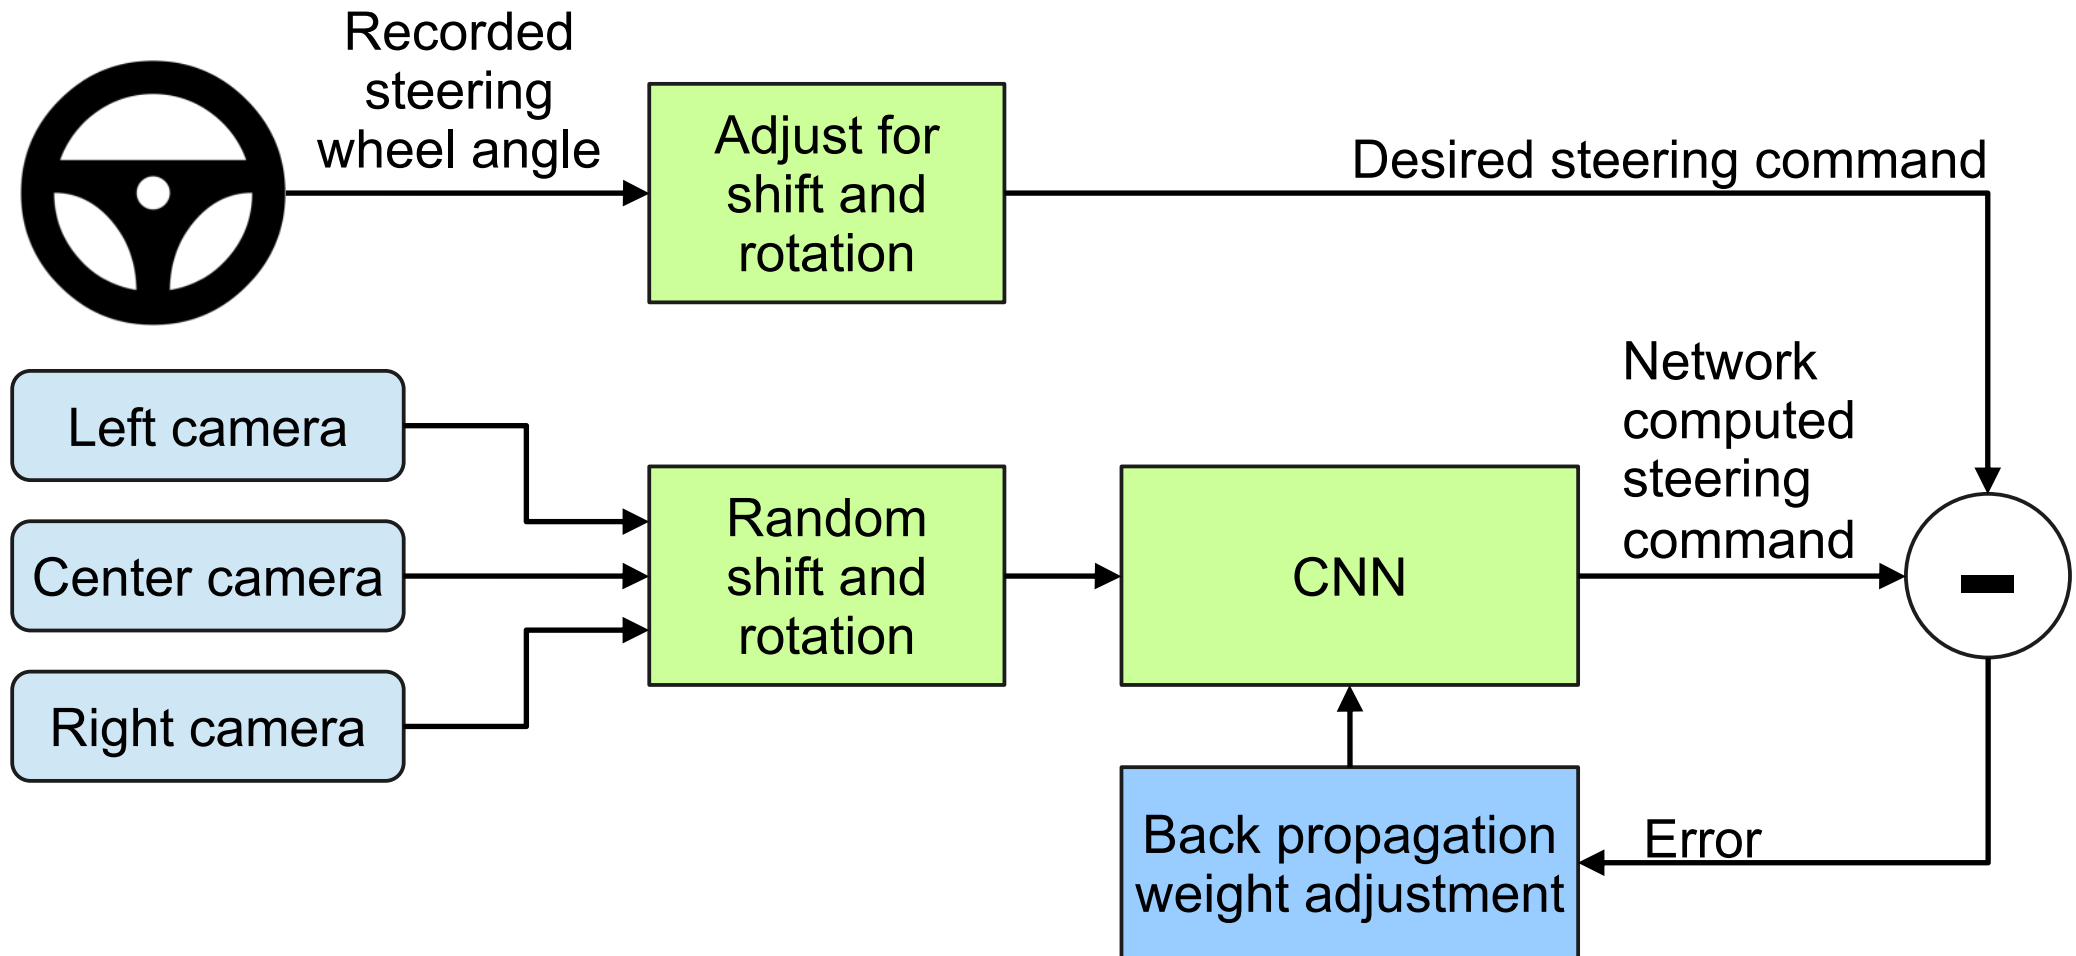 Recorded
steering
wheel angle
Adjust for
shift and
rotation
Desired steering command
Left camera
Center camera
Right camera
Random
shift and
rotation
CNN
Network
computed
steering
command
-
Back propagation
weight adjustment
Error